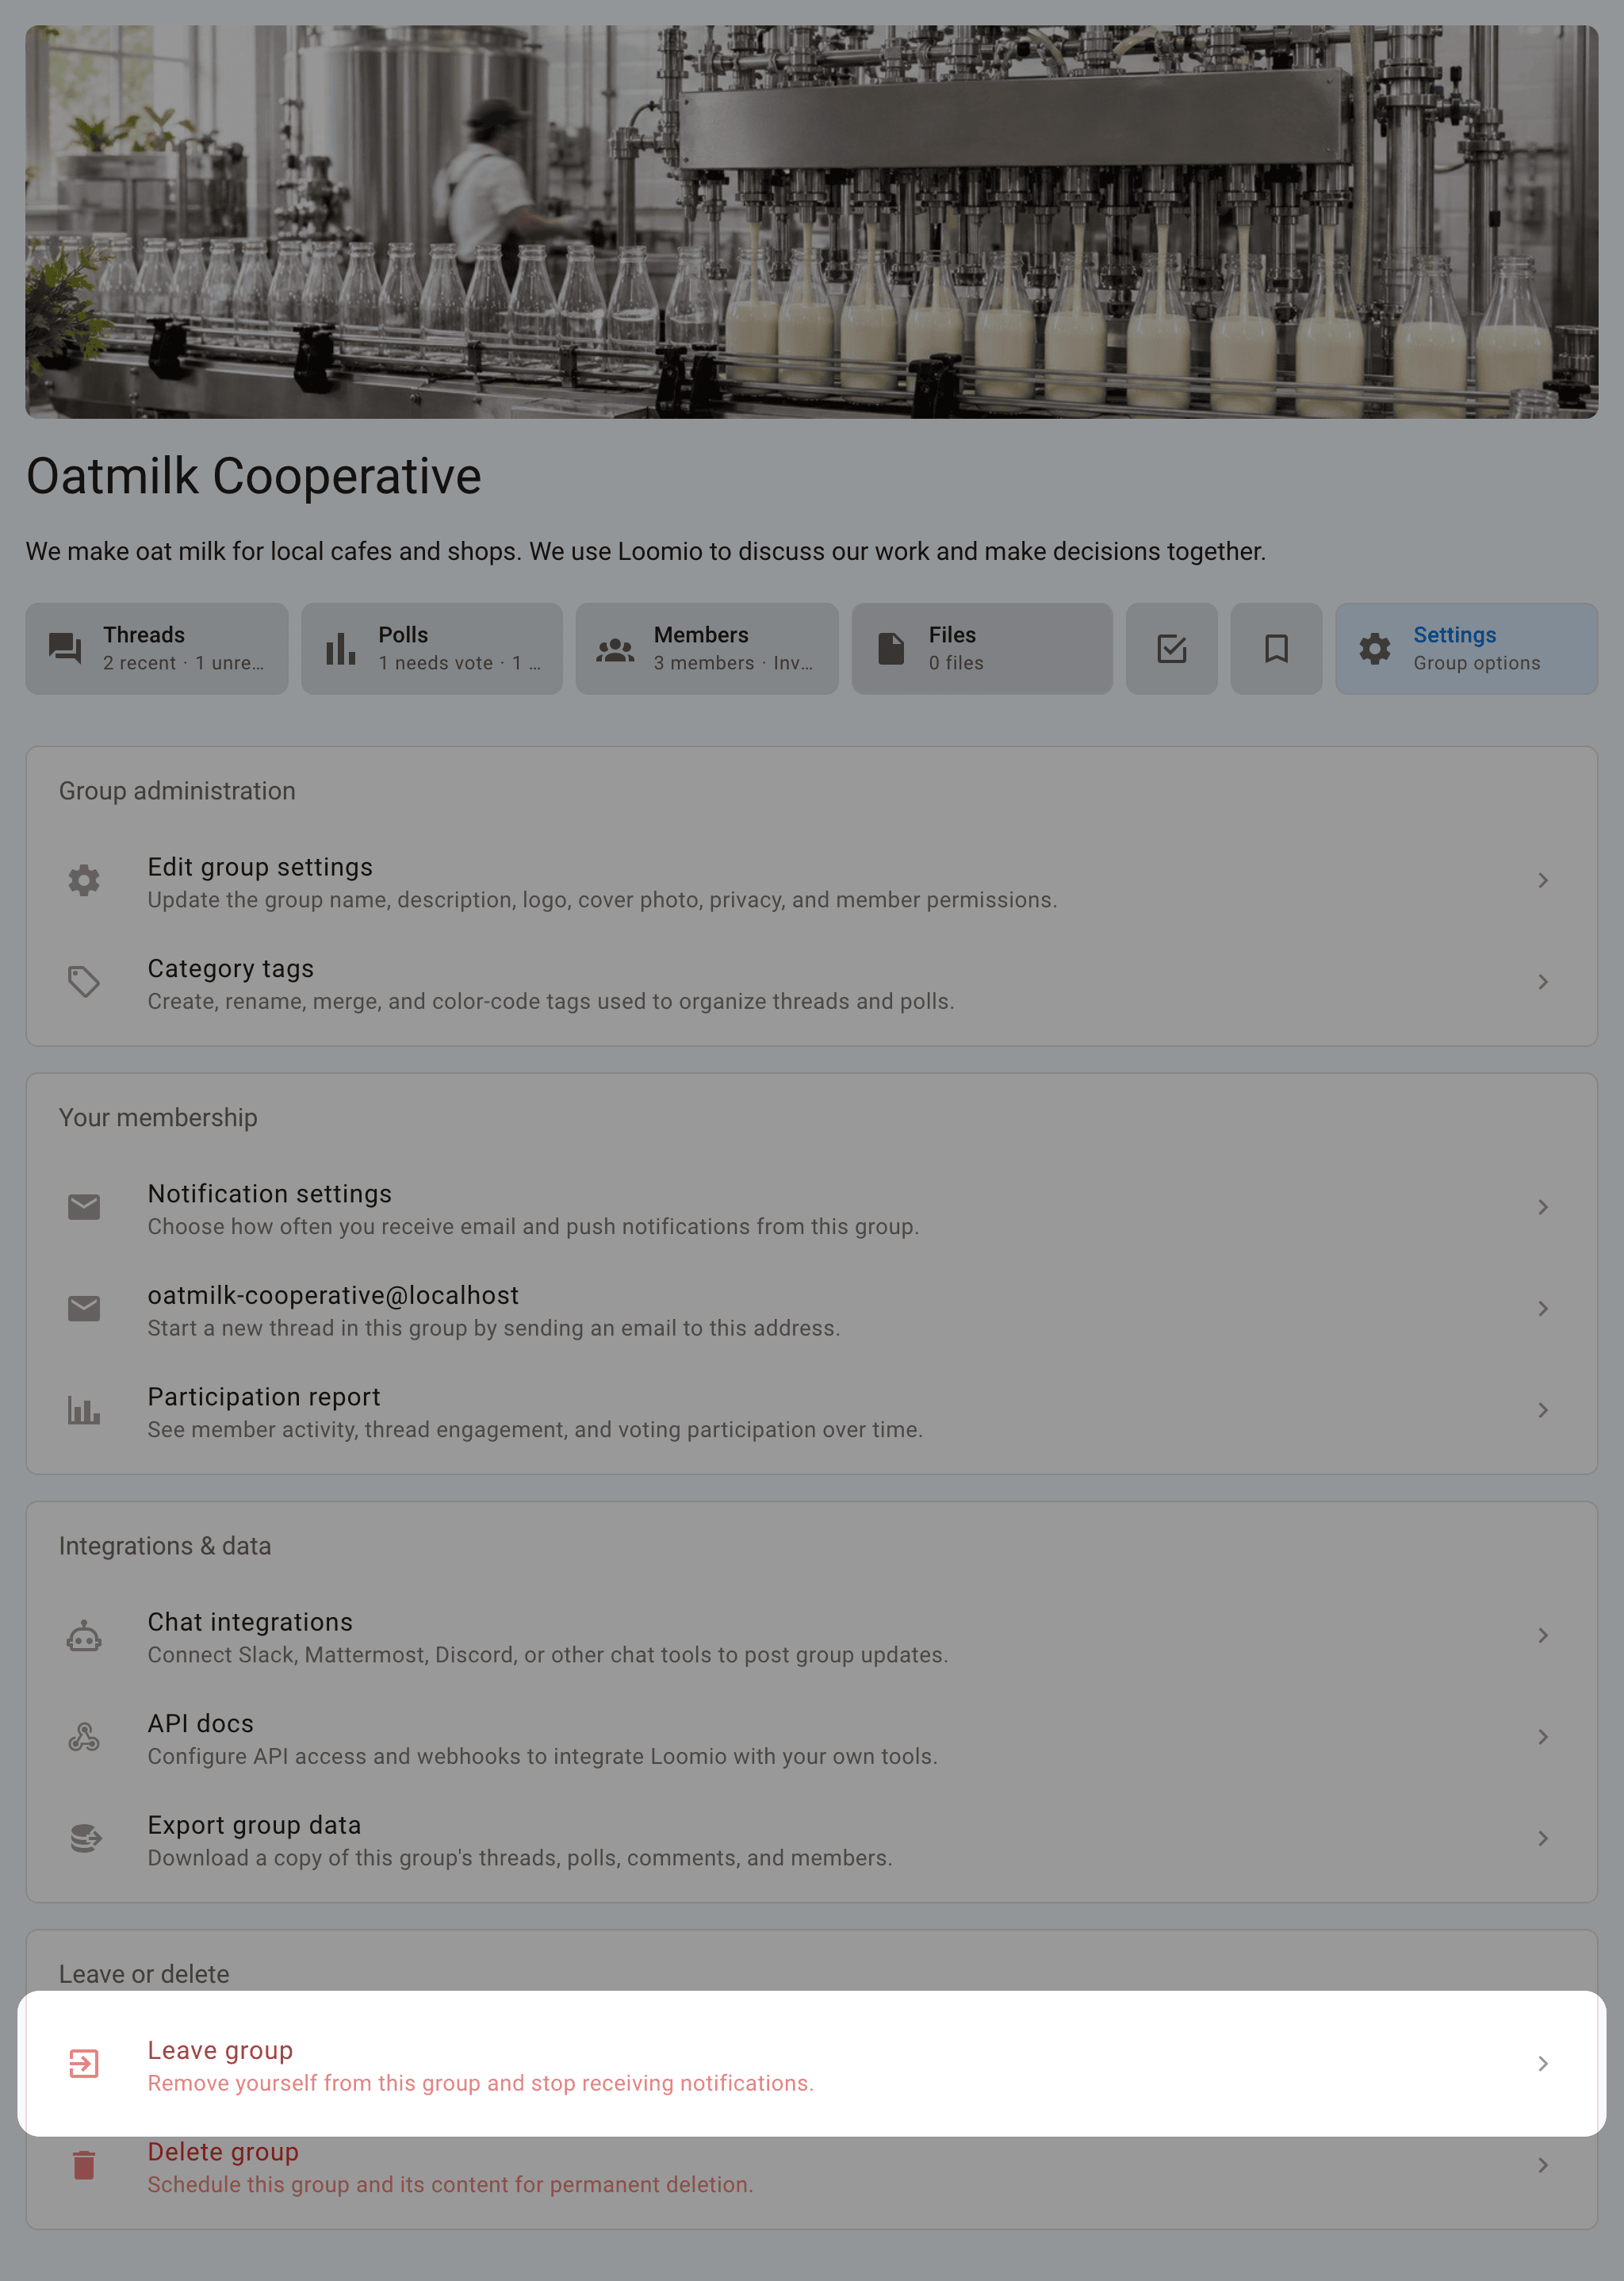 Oatmilk Cooperative
We make oat milk for local cafes and shops. We use Loomio to discuss our work and make decisions together.
Threads
2 recent · 1 unre...
Polls
1 needs vote · 1 ...
Members
3 members · Inv...
Files
0 files
Settings
Group options
Group administration
Edit group settings
Update the group name, description, logo, cover photo, privacy, and member permissions.
Category tags
Create, rename, merge, and color-code tags used to organize threads and polls.
Your membership
Notification settings
Choose how often you receive email and push notifications from this group.
oatmilk-cooperative@localhost
Start a new thread in this group by sending an email to this address.
Participation report
See member activity, thread engagement, and voting participation over time.
Integrations & data
Chat integrations
Connect Slack, Mattermost, Discord, or other chat tools to post group updates.
API docs
Configure API access and webhooks to integrate Loomio with your own tools.
Export group data
Download a copy of this group's threads, polls, comments, and members.
Leave or delete
Leave group
Remove yourself from this group and stop receiving notifications.
Delete group
Schedule this group and its content for permanent deletion.